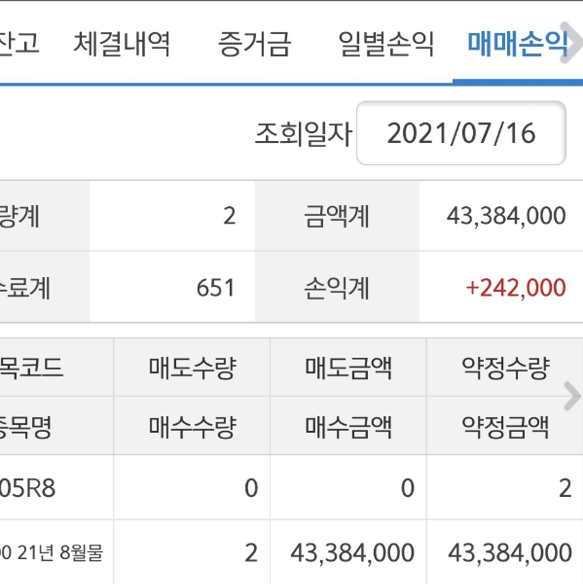 잔고 체결내역 증거금 일별손익 매매손익
조회일자 2021/07/16
량계 2 금액계 43,384,000
수료계 651 손익계 +242,000
목코드 매도수량 매도금액 약정수량
종목명 매수수량 매수금액 약정금액
05R8 0 0 2
00 21년 8월물 2 43,384,000 43,384,000